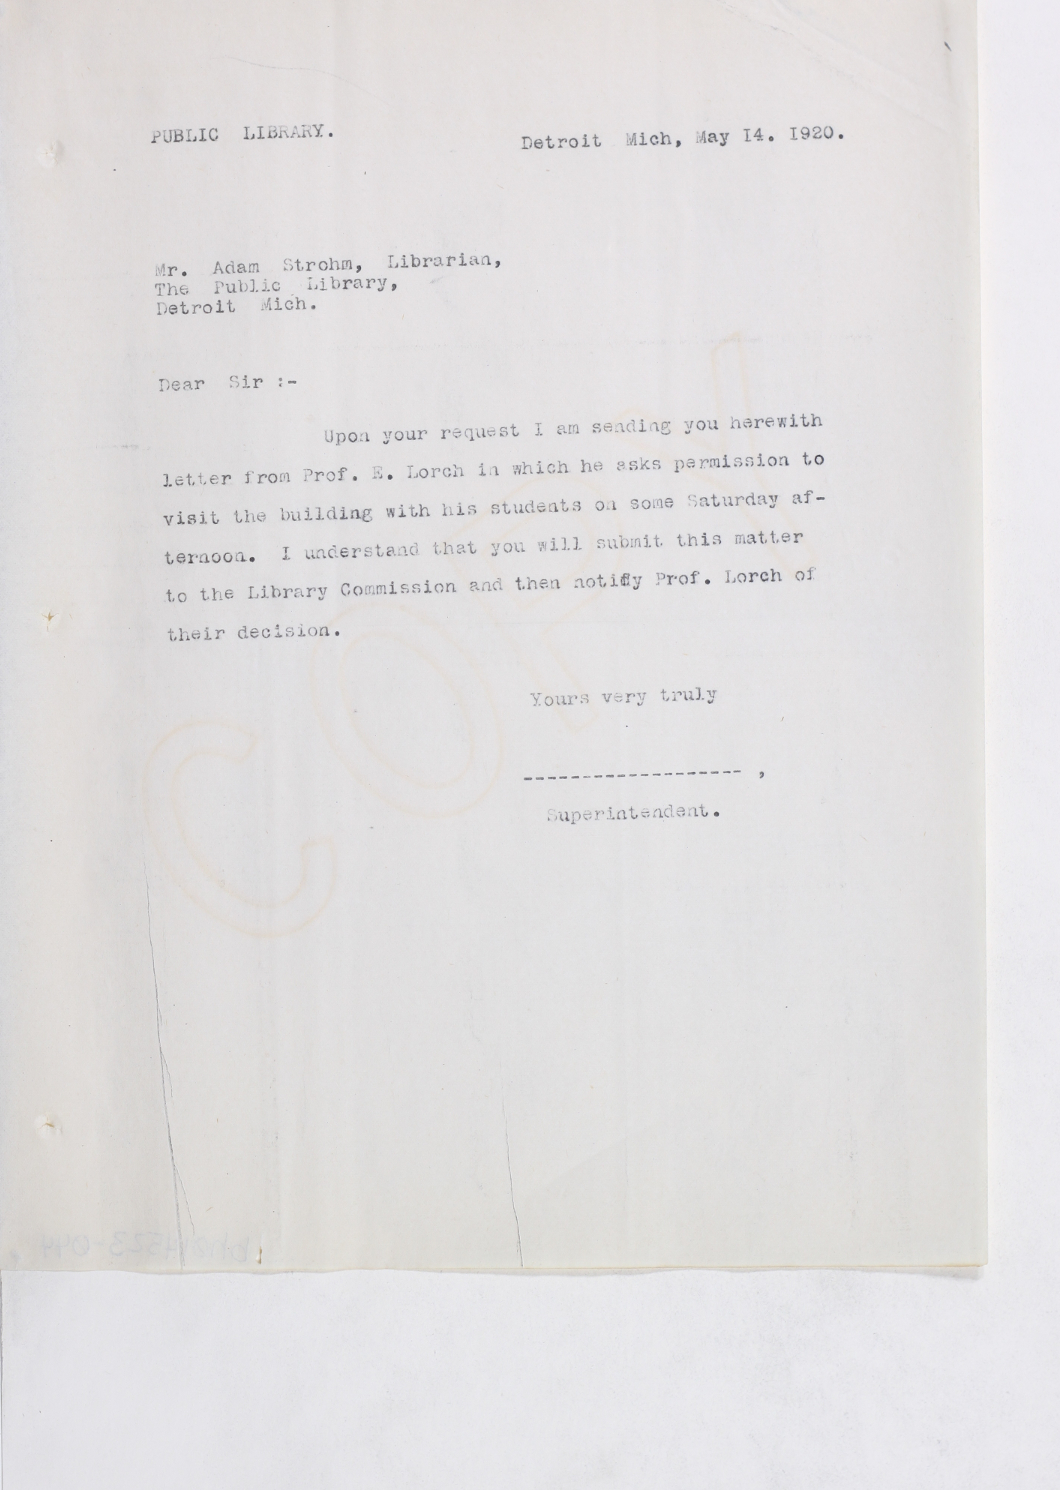 PUBLIC LIBRARY.
Detroit Mich, May 14. 1920.
Mr. Adam Strohm, Librarian,
The Public Library,
Detroit Mich.
Dear Sir :-
Upon your request I am sending you herewith
letter from Prof. E. Lorch in which he asks permission to
visit the building with his students on some Saturday af-
ternoon. I understand that you will submit this matter
to the Library Commission and then notify Prof. Lorch of
their decision.
Yours very truly
------------------- ,
Superintendent.
COPY